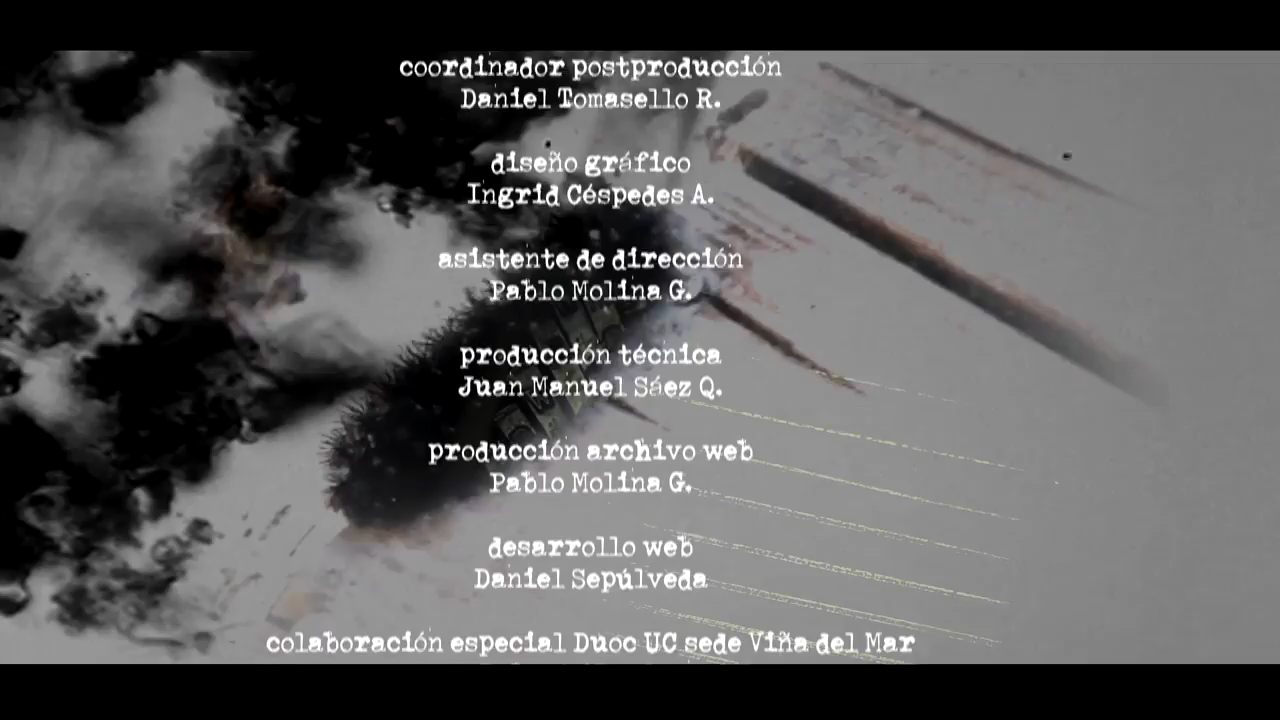 coordinador postproducción
Daniel Tomasello R.
diseño gráfico
Ingrid Céspedes A.
asistente de dirección
Pablo Molina G.
producción técnica
Juan Manuel Sáez Q.
producción archivo web
Pablo Molina G.
desarrollo web
Daniel Sepúlveda
colaboración especial Duoc UC sede Viña del Mar